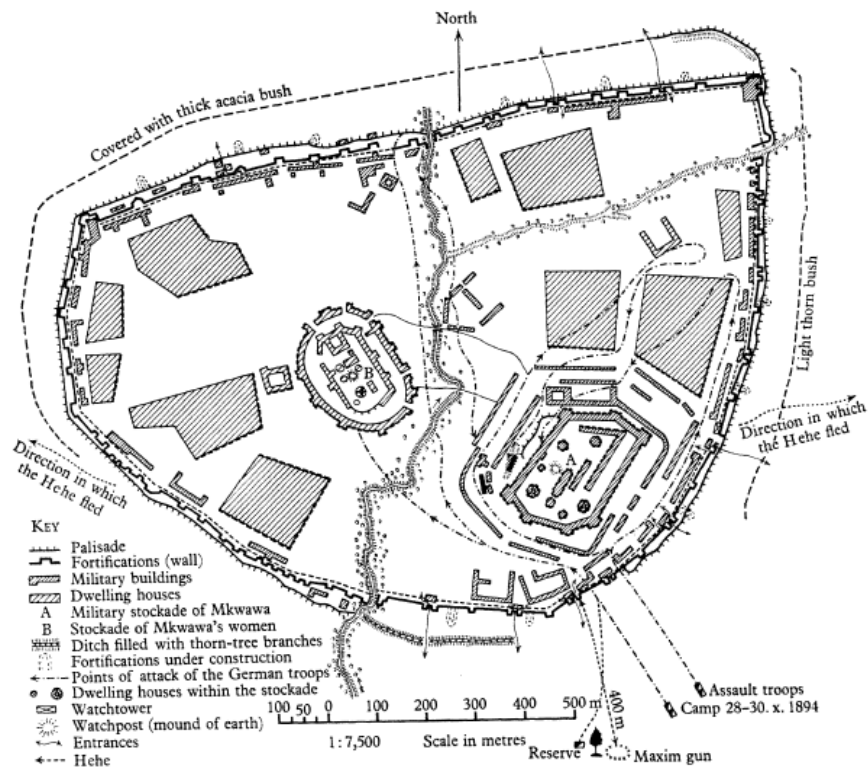 North
Covered with thick acacia bush
Light thorn bush
B
A
Direction in which
the Hehe fled
Direction in which
the Hehe fled
KEY
Palisade
Fortifications (wall)
Military buildings
Dwelling houses
A Military stockade of Mkwawa
B Stockade of Mkwawa's women
Ditch filled with thorn-tree branches
Fortifications under construction
Points of attack of the German troops
Dwelling houses within the stockade
Watchtower
Watchpost (mound of earth)
Entrances
Hehe
100 50 0 100 200 300 400 500 m
1:7,500 Scale in metres
400 m
Assault troops
Camp 28-30. x. 1894
Reserve
Maxim gun